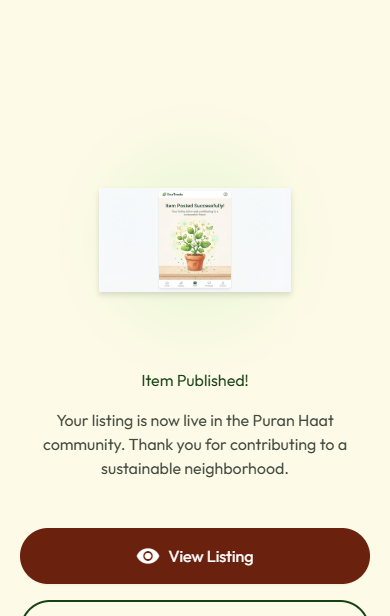 Item Posted Successfully!
Item Published!
Your listing is now live in the Puran Haat
community. Thank you for contributing to a
sustainable neighborhood.
View Listing